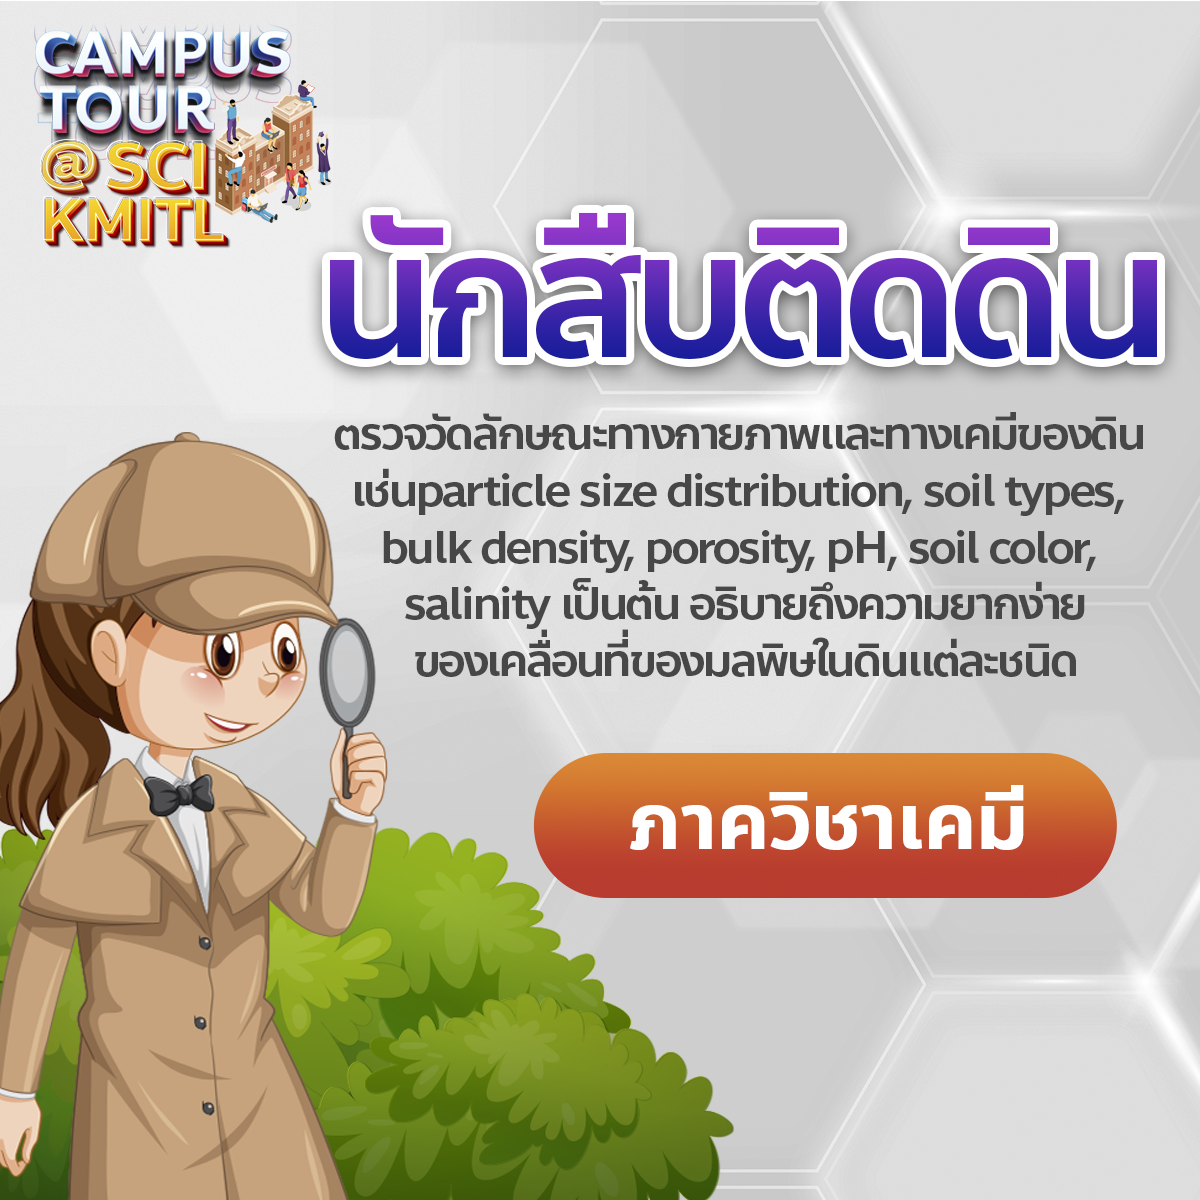 CAMPUS
TOUR
@ SCI
KMITL
นักสืบติดดิน
ตรวจวัดลักษณะทางกายภาพและทางเคมีของดิน
เช่นparticle size distribution, soil types,
bulk density, porosity, pH, soil color,
salinity เป็นต้น อธิบายถึงความยากง่าย
ของเคลื่อนที่ของมลพิษในดินแต่ละชนิด
ภาควิชาเคมี